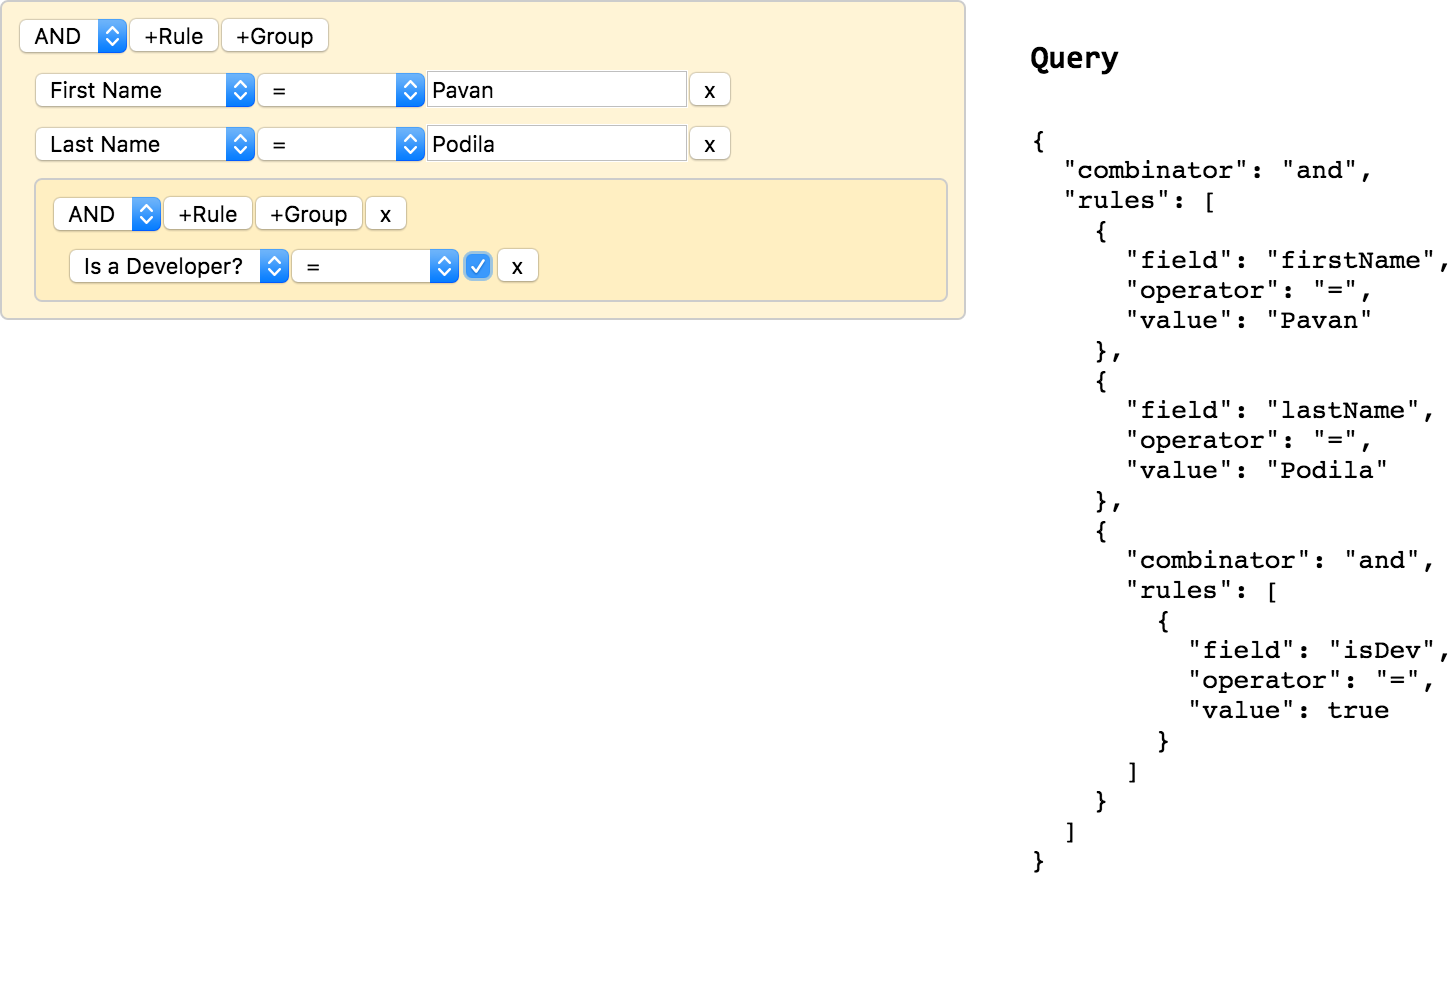 AND +Rule +Group
First Name = Pavan x
Last Name = Podila x
AND +Rule +Group x
Is a Developer? = x
Query
{
"combinator": "and",
"rules": [
{
"field": "firstName",
"operator": "=",
"value": "Pavan"
},
{
"field": "lastName",
"operator": "=",
"value": "Podila"
},
{
"combinator": "and",
"rules": [
{
"field": "isDev",
"operator": "=",
"value": true
}
]
}
]
}